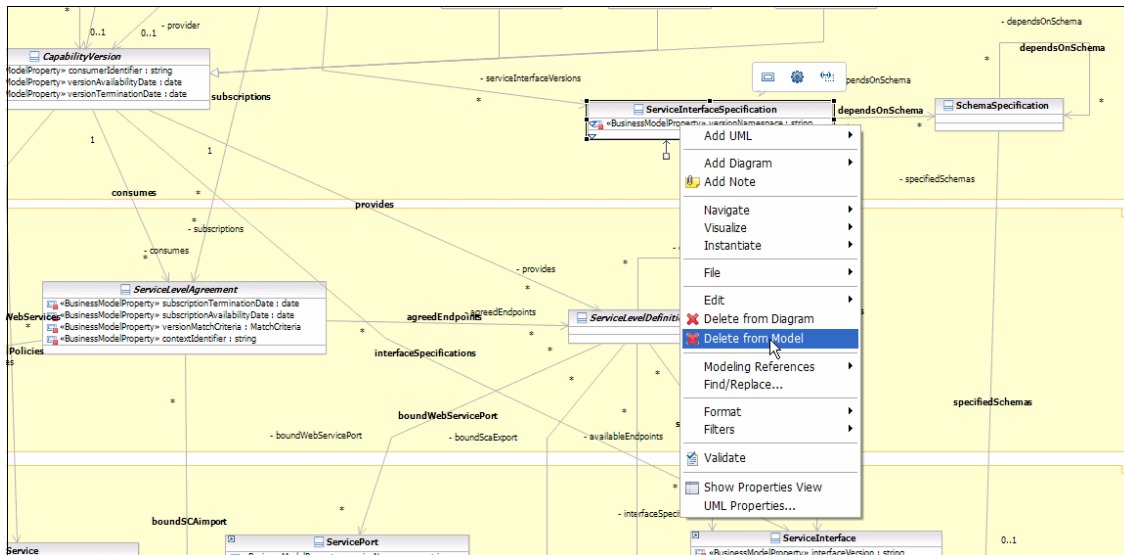 *
0..1
0..1
- provider
CapabilityVersion
ModelProperty» consumerIdentifier : string
ModelProperty» versionAvailabilityDate : date
ModelProperty» versionTerminationDate : date
subscriptions
- serviceInterfaceVersions
*
ServiceInterfaceSpecification
«BusinessModelProperty» versionNamespace : string
pendsOnSchema
dependsOnSchema
*
- dependsOnSchema
dependsOnSchema
*
SchemaSpecification
*
- specifiedSchemas
1
1
consumes
*
provides
*
- subscriptions
- consumes
*
- provides
*
*
ServiceLevelAgreement
«BusinessModelProperty» subscriptionTerminationDate : date
«BusinessModelProperty» subscriptionAvailabilityDate : date
«BusinessModelProperty» versionMatchCriteria : MatchCriteria
«BusinessModelProperty» contextIdentifier : string
WebServices
*
Policies
es
agreedEndpoints
- agreedEndpoints
*
*
*
interfaceSpecifications
ServiceLevelDefiniti
*
*
*
*
boundWebServicePort
- boundWebServicePort
- boundScaExport
- availableEndpoints
specifiedSchemas
Add UML
Add Diagram
Add Note
Navigate
Visualize
Instantiate
File
Edit
Delete from Diagram
Delete from Model
Modeling References
Find/Replace...
Format
Filters
Validate
Show Properties View
UML Properties...
*
- interfaceSpeci
boundSCAimport
*
Service
ServicePort
ServiceInterface
«BusinessModelProperty» interfaceVersion : string
0..1